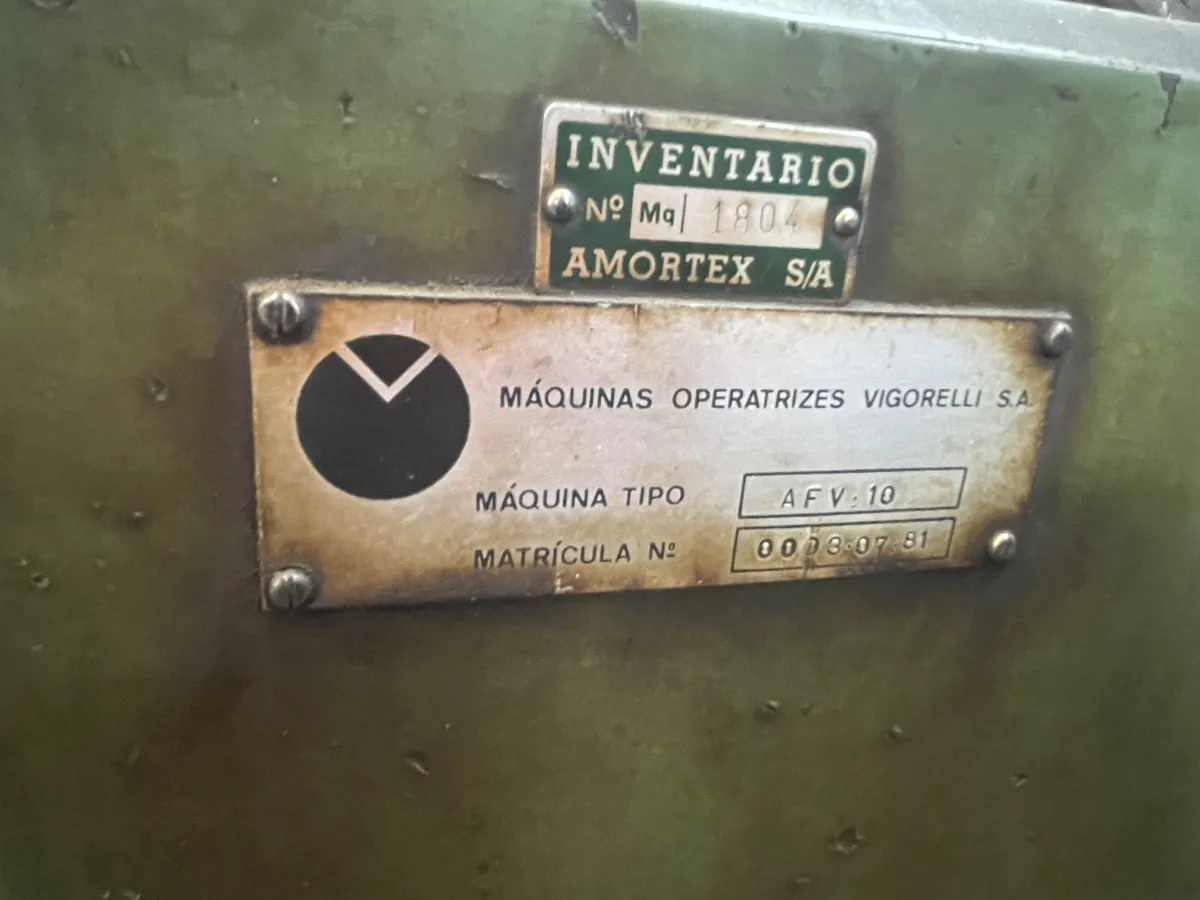 INVENTARIO
Nº Mq| 1804
AMORTEX S/A
MÁQUINAS OPERATRIZES VIGORELLI S.A.
MÁQUINA TIPO AFV-10
MATRÍCULA Nº 0003-07.81